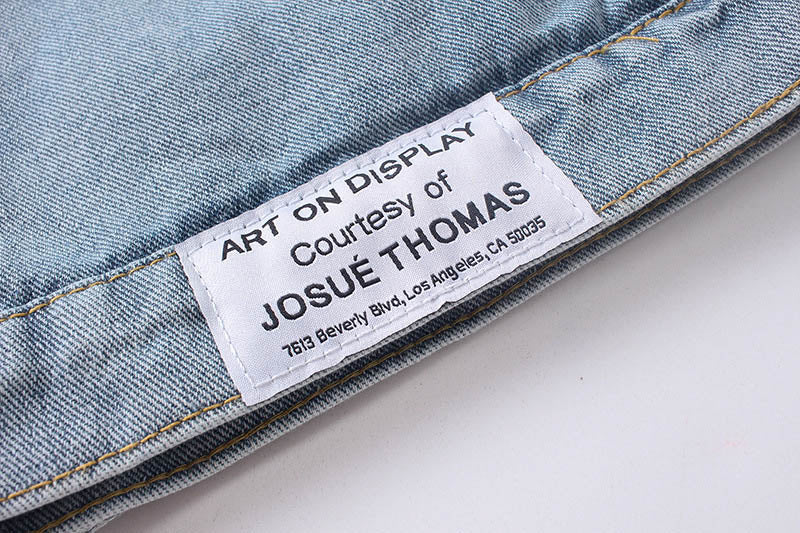 ART ON DISPLAY
Courtesy of
JOSUÉ THOMAS
7613 Beverly Blvd, Los Angeles, CA 50035